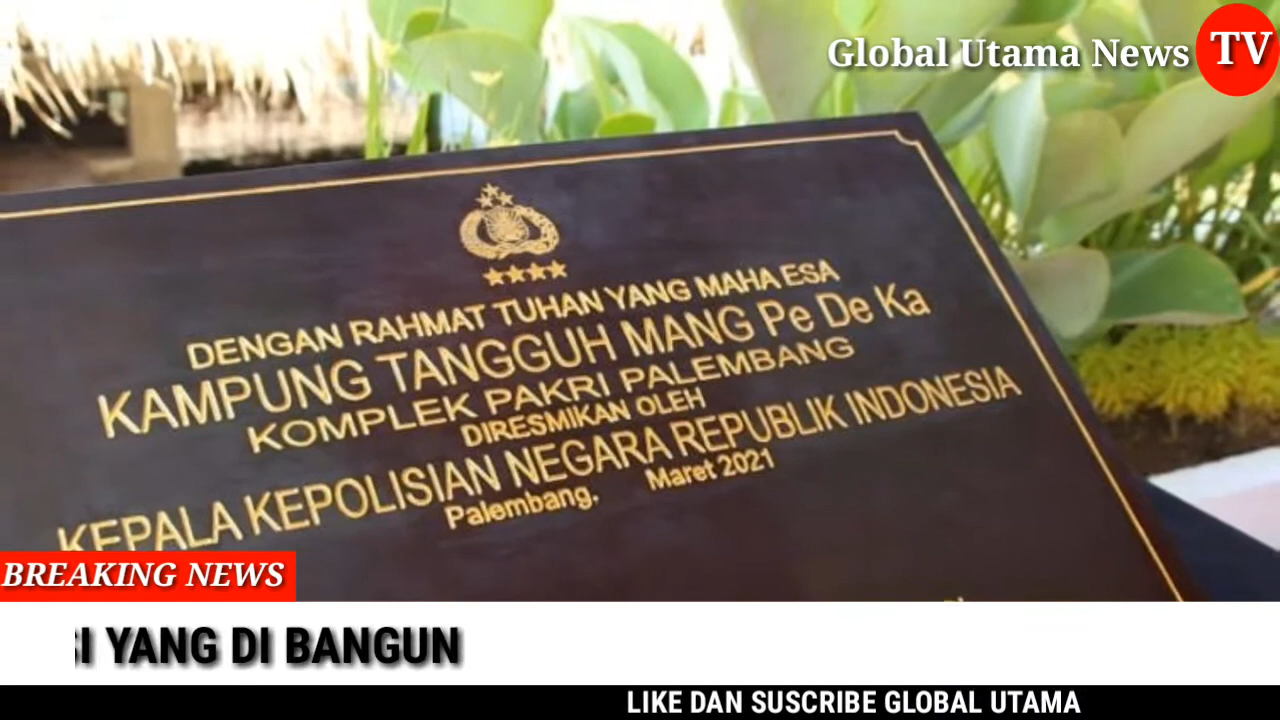 Global Utama News TV
DENGAN RAHMAT TUHAN YANG MAHA ESA
KAMPUNG TANGGUH MANG Pe De Ka
KOMPLEK PAKRI PALEMBANG
DIRESMIKAN OLEH
KEPALA KEPOLISIAN NEGARA REPUBLIK INDONESIA
Palembang, Maret 2021
BREAKING NEWS
YANG DI BANGUN
LIKE DAN SUSCRIBE GLOBAL UTAMA